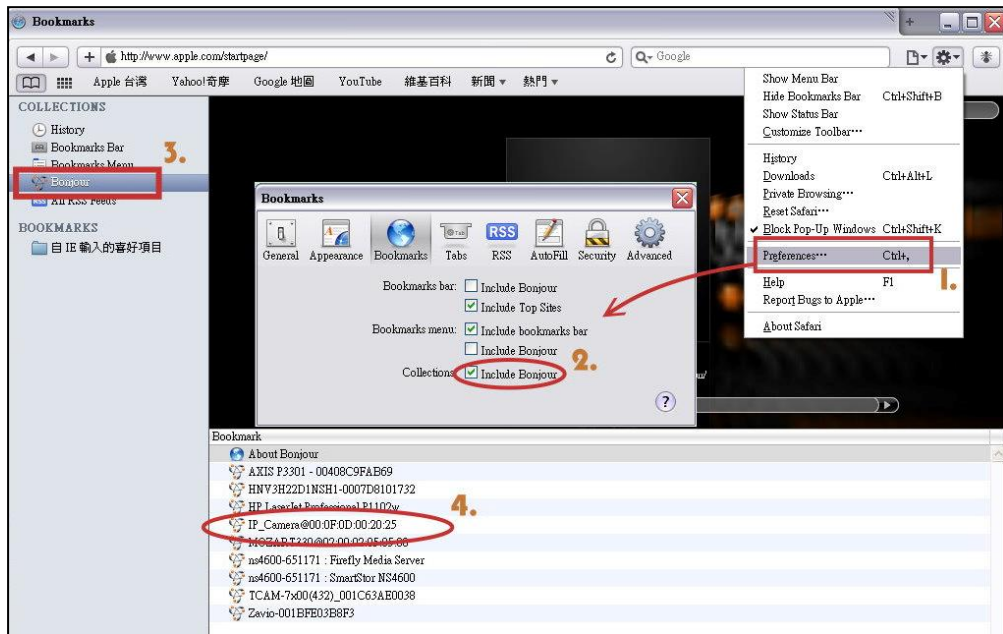 Bookmarks
http://www.apple.com/startpage/
Google
Apple 台灣 Yahoo!奇摩 Google 地圖 YouTube 維基百科 新聞 熱門
COLLECTIONS
History
Bookmarks Bar
Bookmarks Menu
3.
Bonjour
All RSS Feeds
BOOKMARKS
自 IE 輸入的喜好項目
Show Menu Bar
Hide Bookmarks Bar Ctrl+Shift+B
Show Status Bar
Customize Toolbar···
History
Downloads Ctrl+Alt+L
Private Browsing···
Reset Safari···
Block Pop-Up Windows Ctrl+Shift+K
Preferences··· Ctrl+,
1.
Help F1
Report Bugs to Apple···
About Safari
Bookmarks
General Appearance Bookmarks Tabs RSS AutoFill Security Advanced
Bookmarks bar: Include Bonjour
Include Top Sites
Bookmarks menu: Include bookmarks bar
Include Bonjour
2.
Collections Include Bonjour
?
Bookmark
About Bonjour
AXIS P3301 - 00408C9FAB69
HNV3H22D1NSH1-0007D8101732
HP LaserJet Professional P1102w
4.
IP_Camera@00:0F:0D:00:20:25
ns4600-651171 : Firefly Media Server
ns4600-651171 : SmartStor NS4600
TCAM-7x00(432)_001C63AE0038
Zavio-001BFE03B8F3